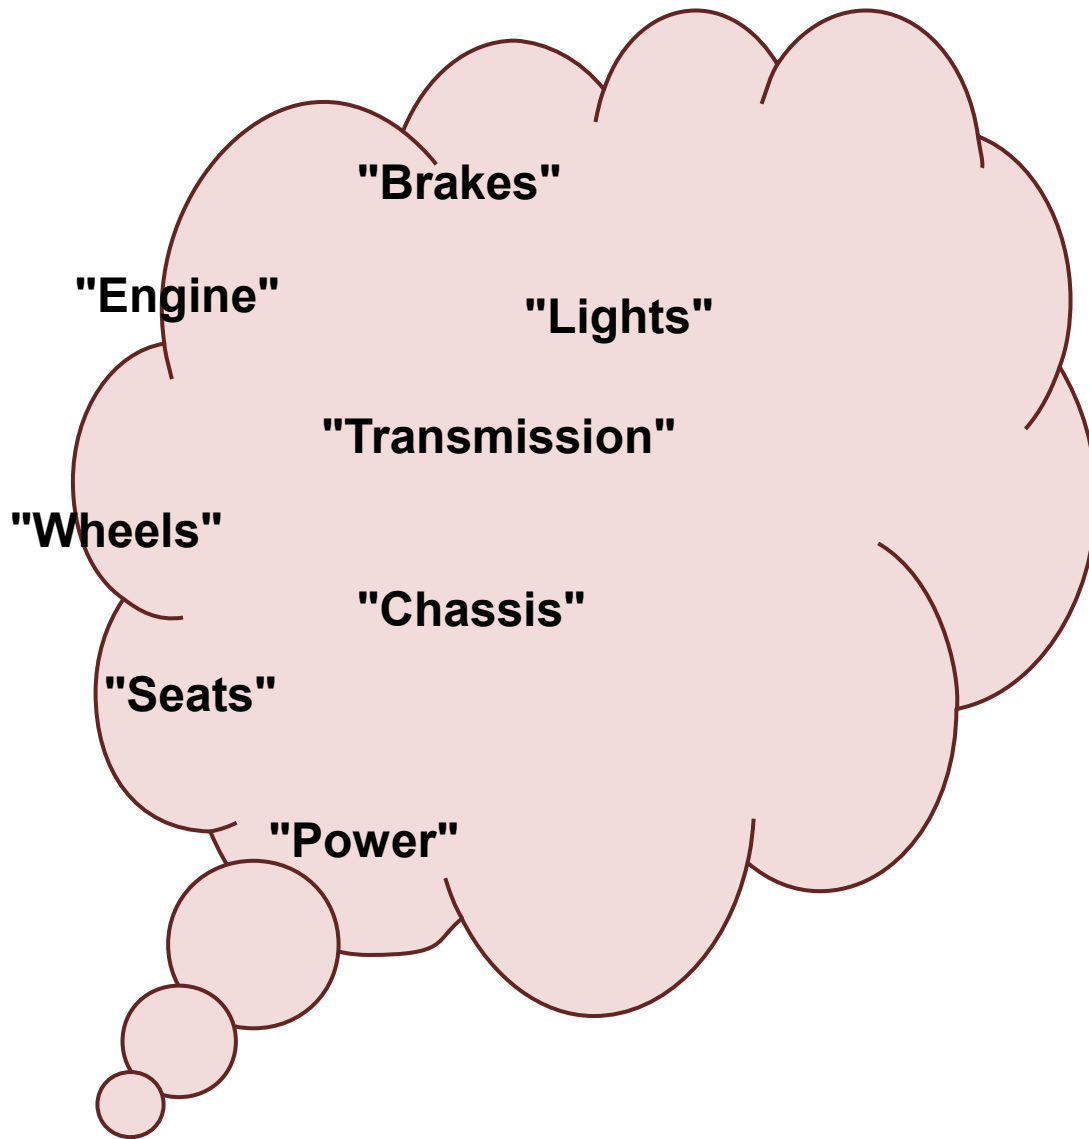 "Brakes"
"Engine"
"Lights"
"Transmission"
"Wheels"
"Chassis"
"Seats"
"Power"